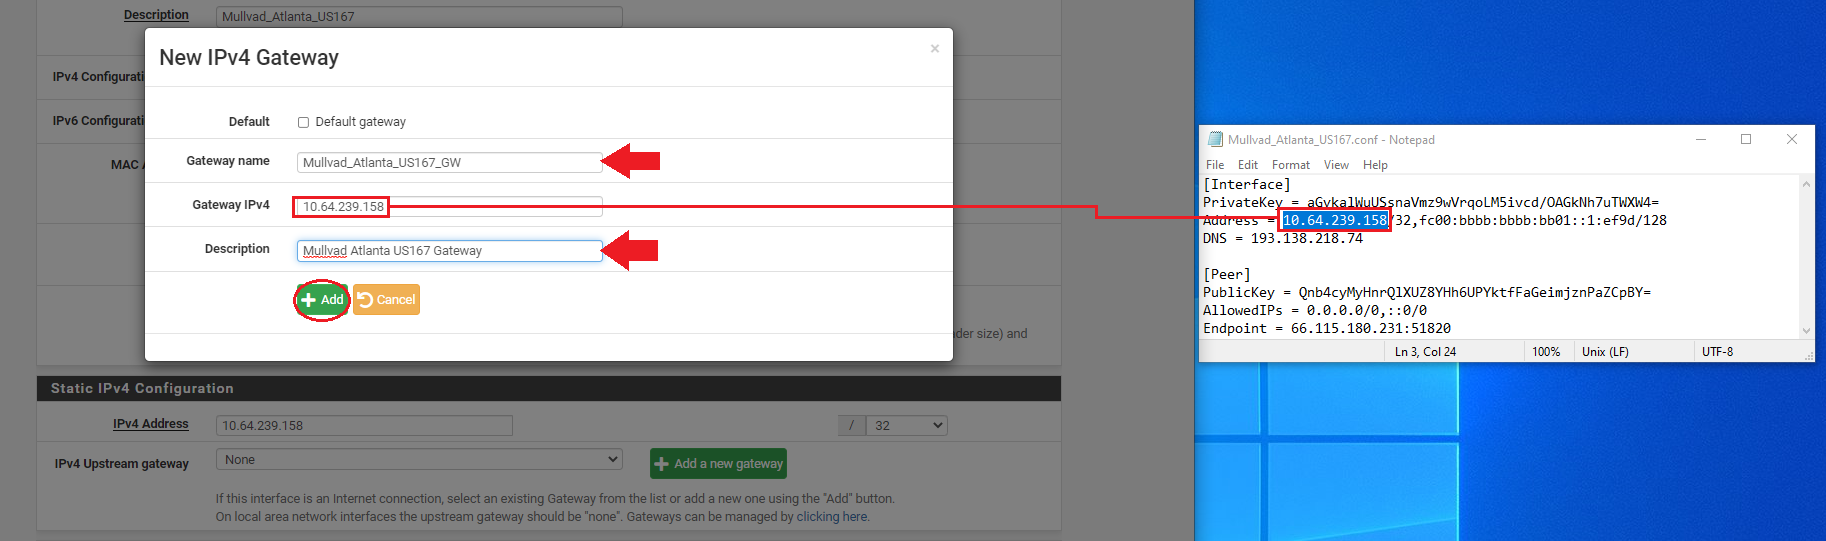 Description
Mullvad_Atlanta_US167
New IPv4 Gateway
×
IPv4 Configuratio
IPv6 Configuratio
MAC A
Default
Default gateway
Gateway name
Mullvad_Atlanta_US167_GW
Gateway IPv4
10.64.239.158
Description
Mullvad Atlanta US167 Gateway
Add
Cancel
der size) and
Static IPv4 Configuration
IPv4 Address
10.64.239.158
/
32
IPv4 Upstream gateway
None
Add a new gateway
If this interface is an Internet connection, select an existing Gateway from the list or add a new one using the "Add" button.
On local area network interfaces the upstream gateway should be "none". Gateways can be managed by clicking here.
Mullvad_Atlanta_US167.conf - Notepad
File Edit Format View Help
[Interface]
PrivateKey = aGvka1WuUSsnaVmz9wVrqoLM5ivcd/OAGkNh7uTWXW4=
Address = 10.64.239.158/32,fc00:bbbb:bbbb:bb01::1:ef9d/128
DNS = 193.138.218.74
[Peer]
PublicKey = Qnb4cyMyHnrQlXUZ8YHh6UPYktfFaGeimjznPaZCpBY=
AllowedIPs = 0.0.0.0/0,::0/0
Endpoint = 66.115.180.231:51820
Ln 3, Col 24
100%
Unix (LF)
UTF-8